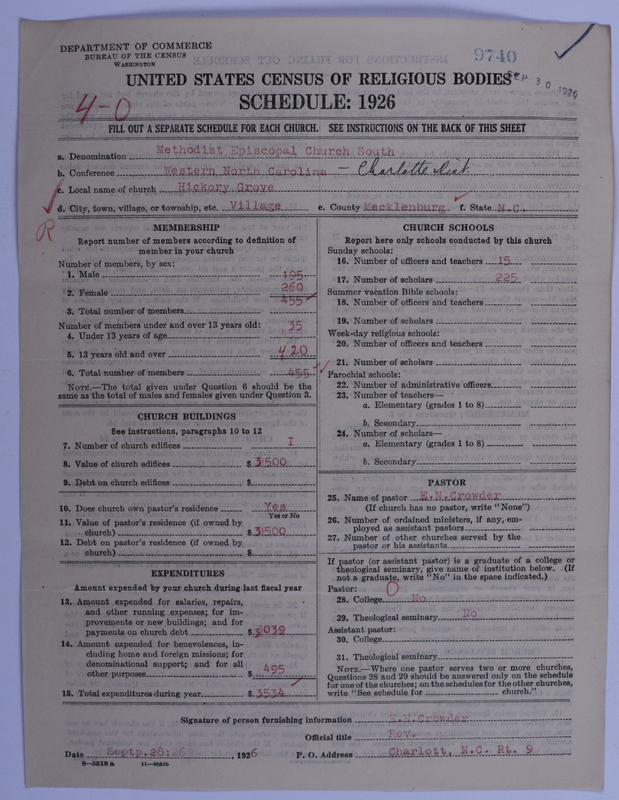 DEPARTMENT OF COMMERCE
BUREAU OF THE CENSUS
WASHINGTON
9740
SEP 30 1926
UNITED STATES CENSUS OF RELIGIOUS BODIES
4-0
SCHEDULE: 1926
FILL OUT A SEPARATE SCHEDULE FOR EACH CHURCH. SEE INSTRUCTIONS ON THE BACK OF THIS SHEET
a. Denomination Methodist Episcopal Church South
b. Conference Western North Carolina — Charlotte Dist.
c. Local name of church Hickory Grove
d. City, town, village, or township, etc. Village e. County Mecklenburg. f. State N.C.
R
MEMBERSHIP
Report number of members according to definition of
member in your church
Number of members, by sex:
1. Male 195
2. Female 260
455
3. Total number of members
Number of members under and over 13 years old: 35
4. Under 13 years of age
5. 13 years old and over 420
6. Total number of members 455
NOTE.—The total given under Question 6 should be the
same as the total of males and females given under Question 3.
CHURCH BUILDINGS
See instructions, paragraphs 10 to 12
7. Number of church edifices I
8. Value of church edifices $ 3500
9. Debt on church edifices $
10. Does church own pastor's residence Yes
Yes or No
11. Value of pastor's residence (if owned by
church) $ 3500
12. Debt on pastor's residence (if owned by
church) $
EXPENDITURES
Amount expended by your church during last fiscal year
13. Amount expended for salaries, repairs,
and other running expenses; for im-
provements or new buildings; and for
payments on church debt $ 3039
14. Amount expended for benevolences, in-
cluding home and foreign missions; for
denominational support; and for all
other purposes $ 495
15. Total expenditures during year $ 3534
CHURCH SCHOOLS
Report here only schools conducted by this church
Sunday schools:
16. Number of officers and teachers 15
17. Number of scholars 225
Summer vacation Bible schools:
18. Number of officers and teachers
19. Number of scholars
Week-day religious schools:
20. Number of officers and teachers
21. Number of scholars
Parochial schools:
22. Number of administrative officers
23. Number of teachers—
a. Elementary (grades 1 to 8)
b. Secondary
24. Number of scholars—
a. Elementary (grades 1 to 8)
b. Secondary
PASTOR
25. Name of pastor E.N.Crowder
(If church has no pastor, write "None")
26. Number of ordained ministers, if any, em-
ployed as assistant pastors
27. Number of other churches served by the
pastor or his assistants
If pastor (or assistant pastor) is a graduate of a college or
theological seminary, give name of institution below. (If
not a graduate, write "No" in the space indicated.)
Pastor: O
28. College No
29. Theological seminary No
Assistant pastor:
30. College
31. Theological seminary
NOTE.—Where one pastor serves two or more churches,
Questions 28 and 29 should be answered only on the schedule
for one of the churches; on the schedules for the other churches,
write "See schedule for church."
Signature of person furnishing information E.N.Crowder
Official title Rev.
Date Septp.28:26 , 1926 P. O. Address Charlott, N.C. Rt. 9
8—5518a 11—9034b